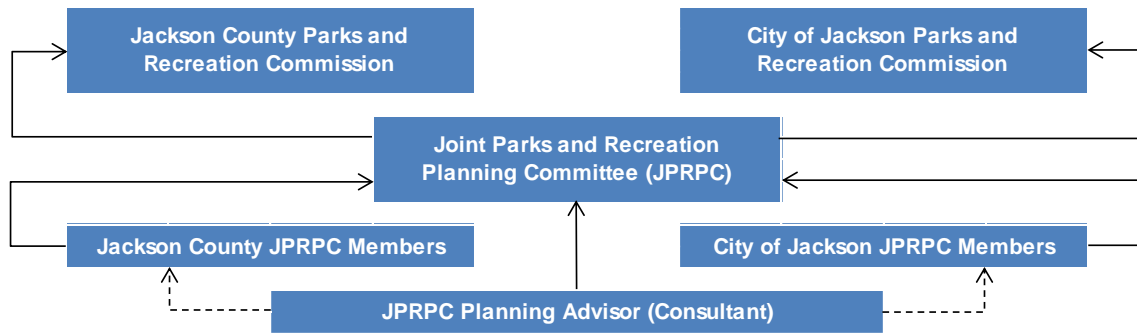 Jackson County Parks and
Recreation Commission
City of Jackson Parks and
Recreation Commission
Joint Parks and Recreation
Planning Committee (JPRPC)
Jackson County JPRPC Members
City of Jackson JPRPC Members
JPRPC Planning Advisor (Consultant)